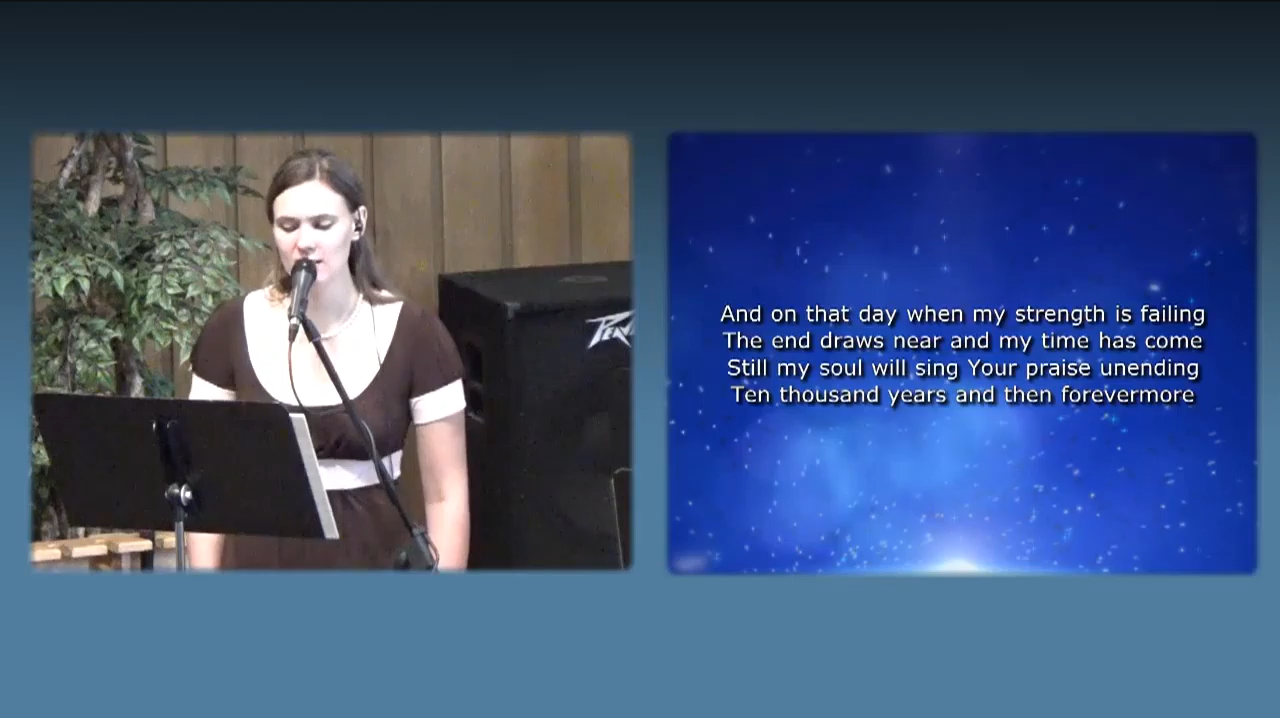 PEAVEY
And on that day when my strength is failing
The end draws near and my time has come
Still my soul will sing Your praise unending
Ten thousand years and then forevermore